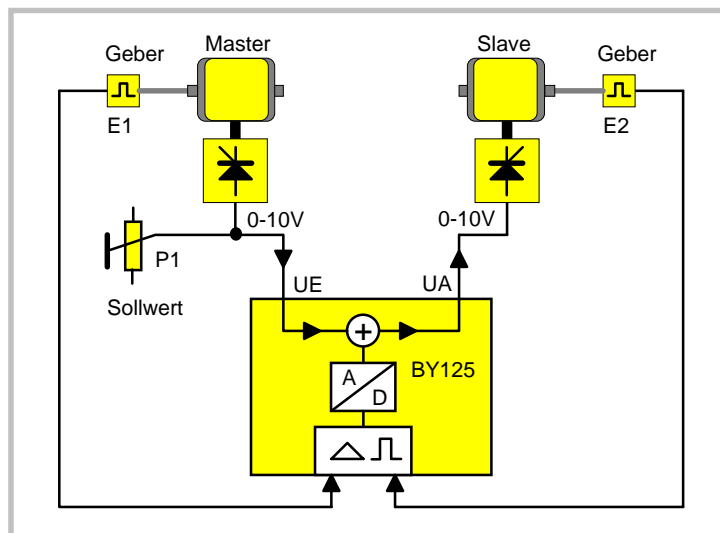 Geber
Master
Slave
Geber
E1
E2
0-10V
0-10V
P1
Sollwert
UE
UA
+
BY125
A
D